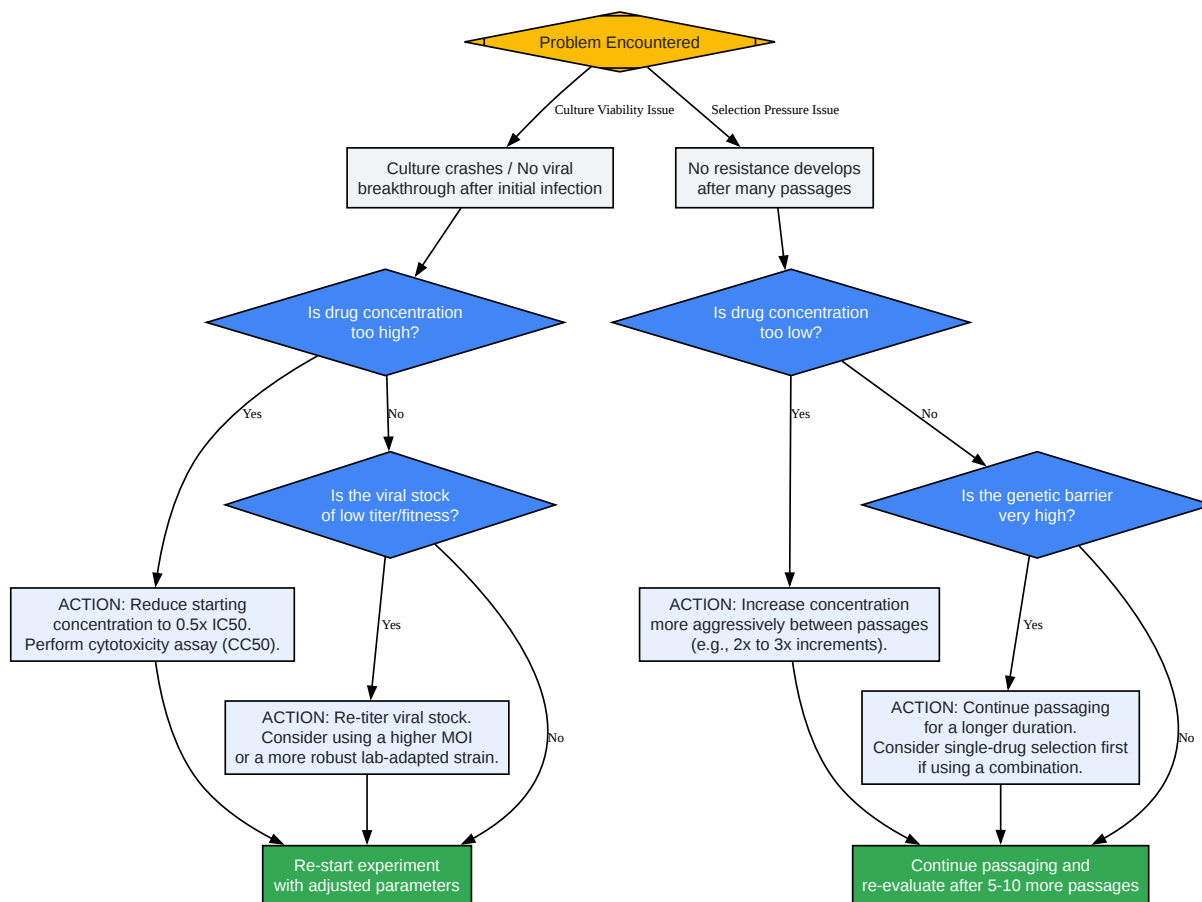 Problem Encountered
Culture Viability Issue
Selection Pressure Issue
Culture crashes / No viral
breakthrough after initial infection
No resistance develops
after many passages
Is drug concentration
too high?
Is drug concentration
too low?
Yes
No
Yes
No
Is the viral stock
of low titer/fitness?
Is the genetic barrier
very high?
ACTION: Reduce starting
concentration to 0.5x IC50.
Perform cytotoxicity assay (CC50).
ACTION: Increase concentration
more aggressively between passages
(e.g., 2x to 3x increments).
Yes
Yes
ACTION: Re-titer viral stock.
Consider using a higher MOI
or a more robust lab-adapted strain.
No
ACTION: Continue passaging
for a longer duration.
Consider single-drug selection first
if using a combination.
No
Re-start experiment
with adjusted parameters
Continue passaging and
re-evaluate after 5-10 more passages